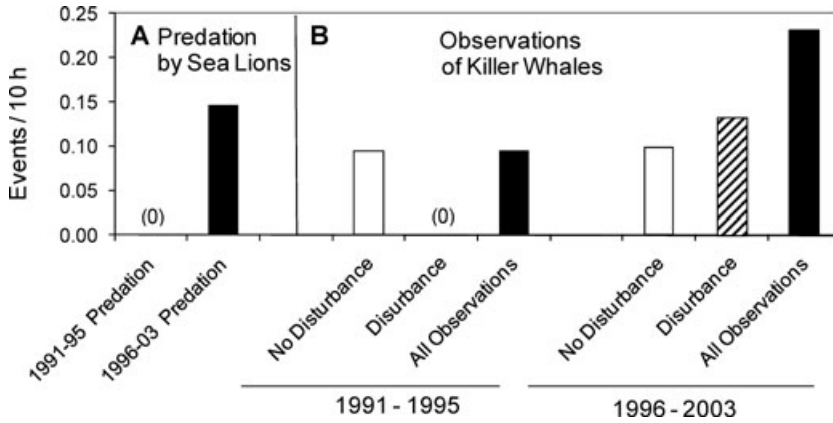 Events / 10 h
0.25
0.20
0.15
0.10
0.05
0.00
A Predation
by Sea Lions
B Observations
of Killer Whales
(0)
(0)
1991-95 Predation
1996-03 Predation
No Disturbance
Disurbance
All Observations
No Disturbance
Disurbance
All Observations
1991 - 1995
1996 - 2003